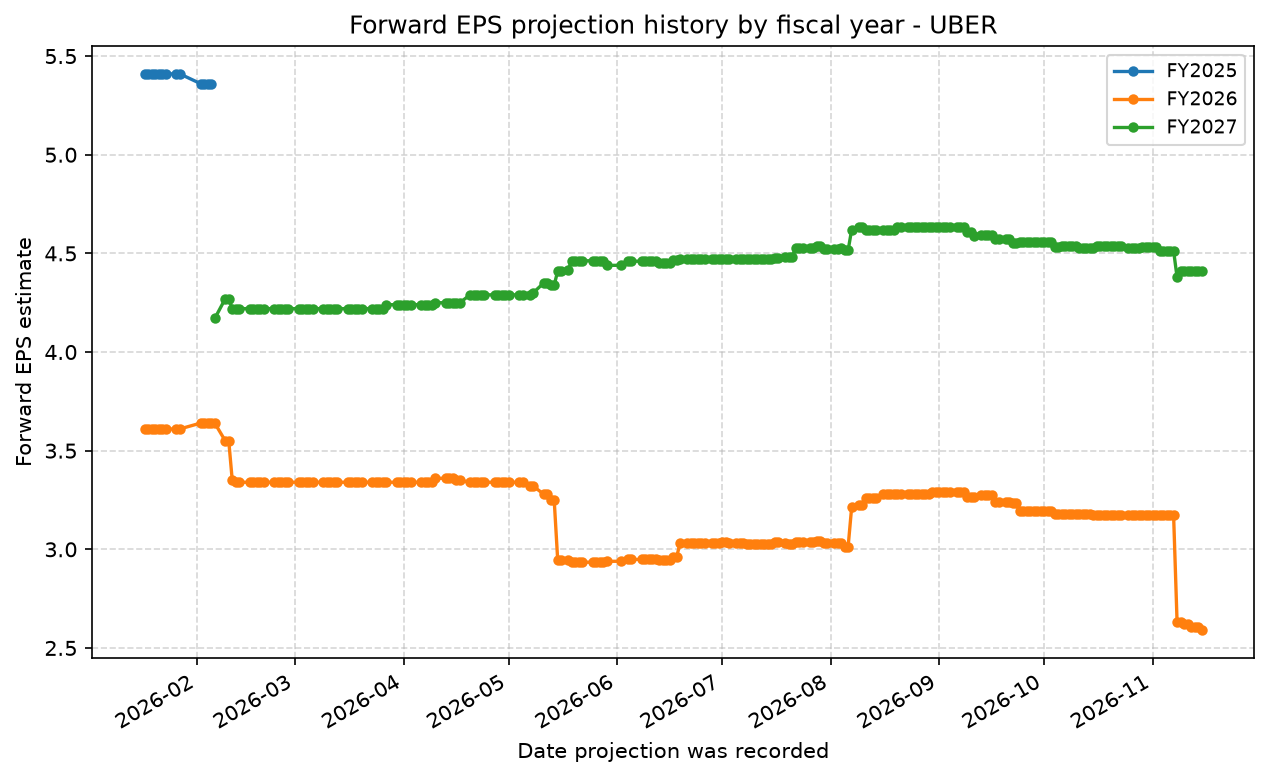 Forward EPS projection history by fiscal year - UBER
Forward EPS estimate
5.5
5.0
4.5
4.0
3.5
3.0
2.5
FY2025
FY2026
FY2027
2026-02
2026-03
2026-04
2026-05
2026-06
2026-07
2026-08
2026-09
2026-10
2026-11
Date projection was recorded